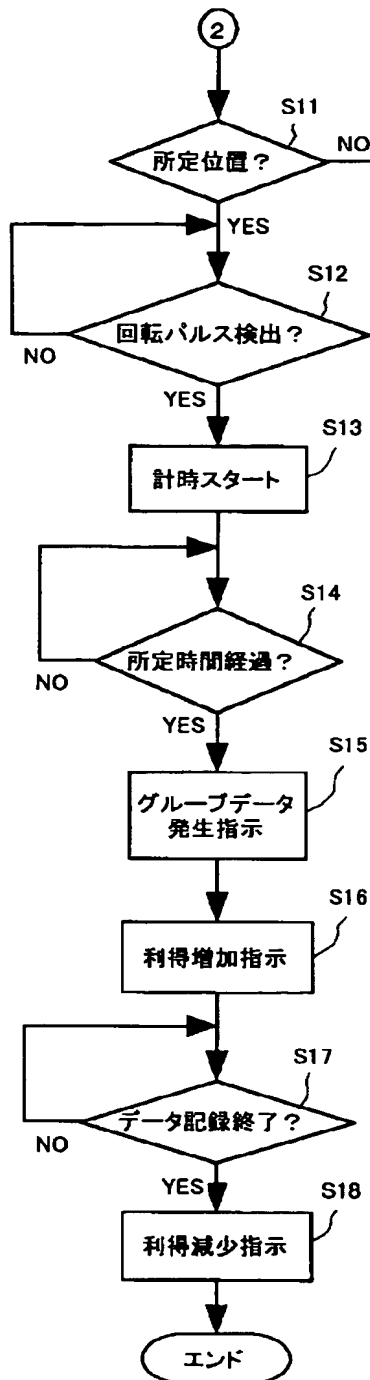 2
S11
所定位置?
NO
YES
S12
回転パルス検出?
NO
YES
S13
計時スタート
S14
所定時間経過?
NO
YES
S15
グループデータ
発生指示
S16
利得増加指示
S17
データ記録終了?
NO
YES
S18
利得減少指示
エンド